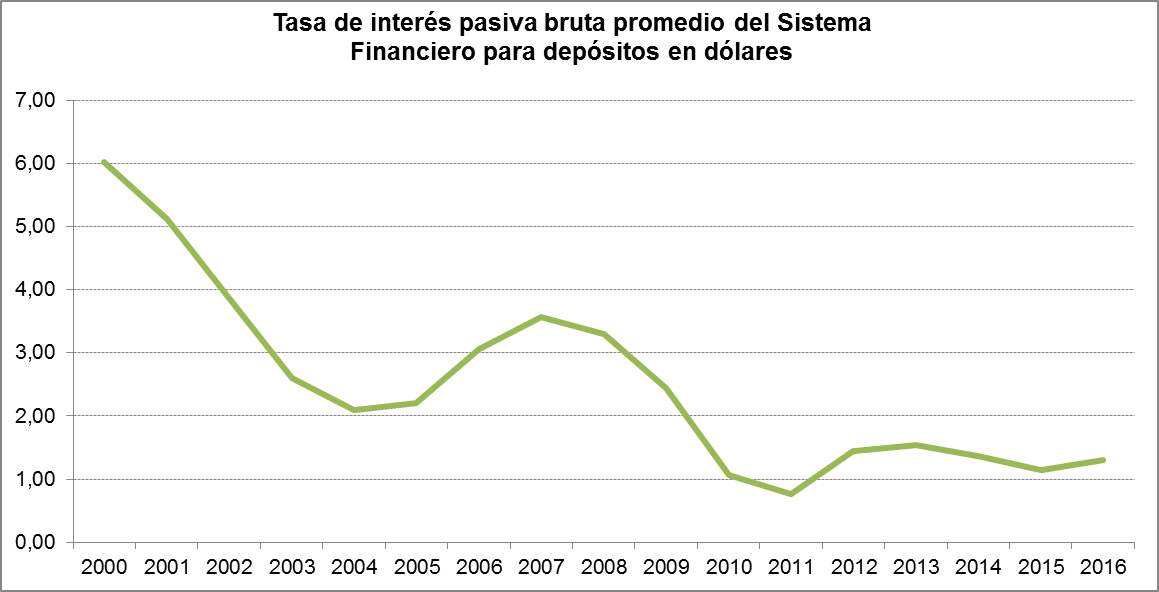 Tasa de interés pasiva bruta promedio del Sistema
Financiero para depósitos en dólares
7,00
6,00
5,00
4,00
3,00
2,00
1,00
0,00
2000 2001 2002 2003 2004 2005 2006 2007 2008 2009 2010 2011 2012 2013 2014 2015 2016